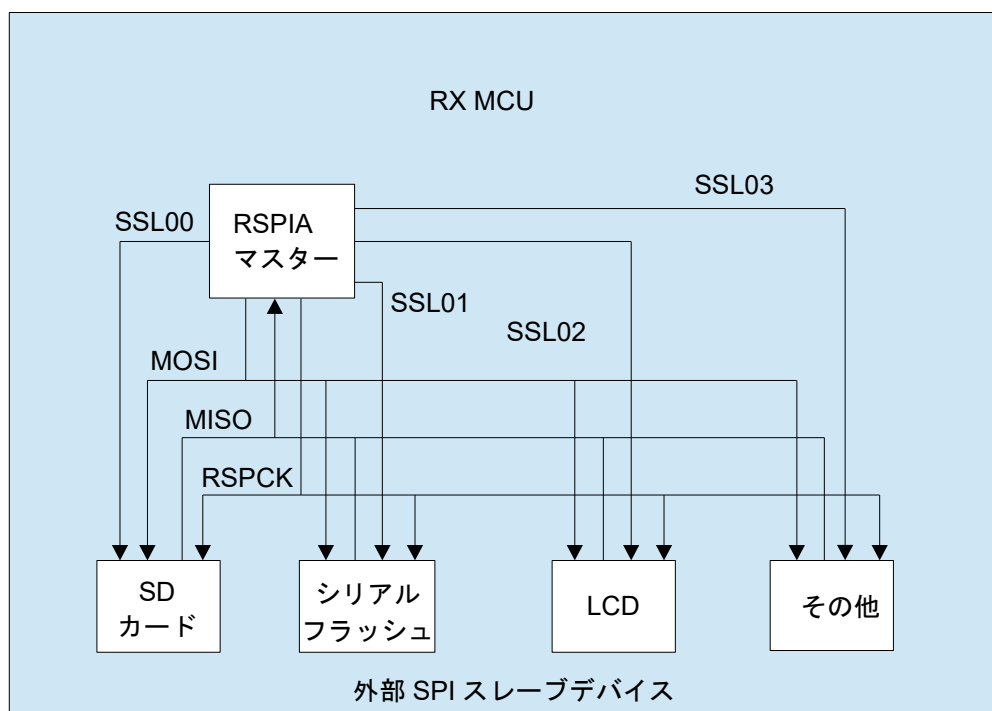 RX MCU
SSL03
SSL00
RSPIA
マスター
SSL01
SSL02
MOSI
MISO
RSPCK
SD
カード
シリアル
フラッシュ
LCD
その他
外部 SPI スレーブデバイス